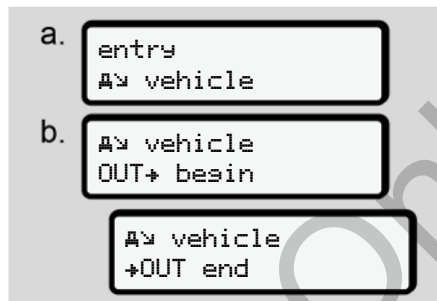 a.
entry
vehicle
b.
vehicle
OUT→ begin
vehicle
→OUT end